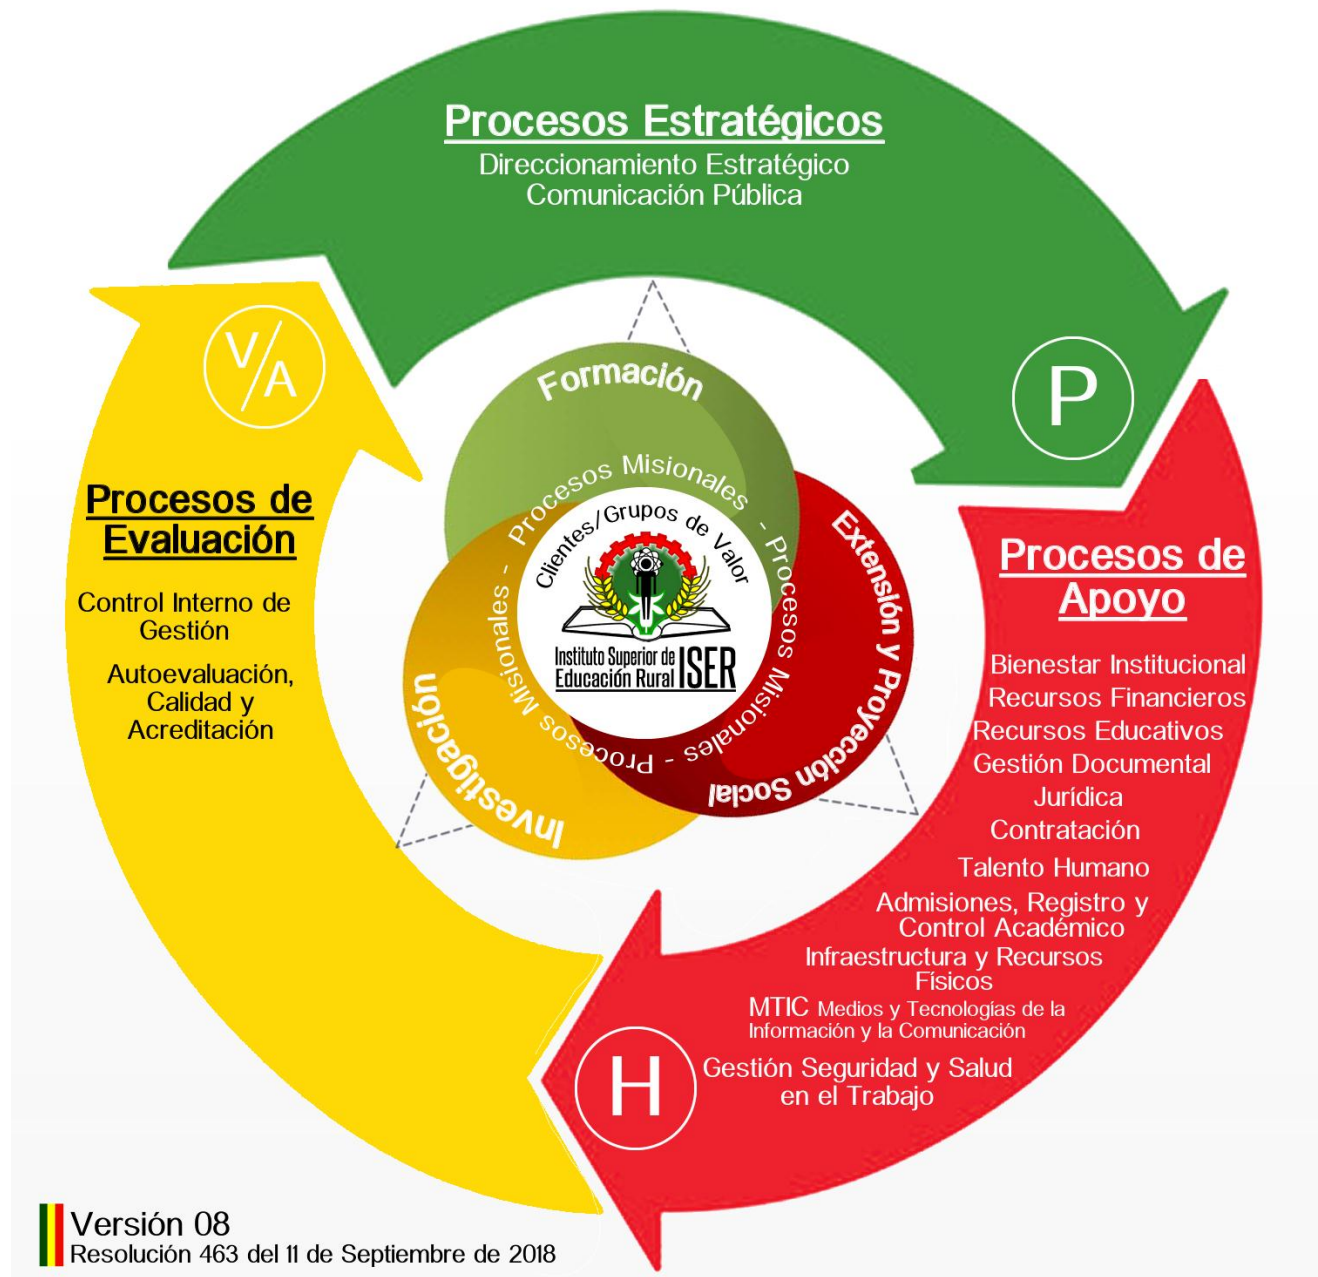 Procesos Estratégicos
Direccionamiento Estratégico
Comunicación Pública
V/A
P
Procesos de
Evaluación
Control Interno de
Gestión
Autoevaluación,
Calidad y
Acreditación
Formación
Extensión y Proyección Social
Investigación
Procesos Misionales - Procesos Misionales - Procesos Misionales -
Clientes/Grupos de Valor
Instituto Superior de
Educación Rural ISER
Procesos de
Apoyo
Bienestar Institucional
Recursos Financieros
Recursos Educativos
Gestión Documental
Jurídica
Contratación
Talento Humano
Admisiones, Registro y
Control Académico
Infraestructura y Recursos
Físicos
MTIC Medios y Tecnologías de la
Información y la Comunicación
Gestión Seguridad y Salud
en el Trabajo
H
Versión 08
Resolución 463 del 11 de Septiembre de 2018